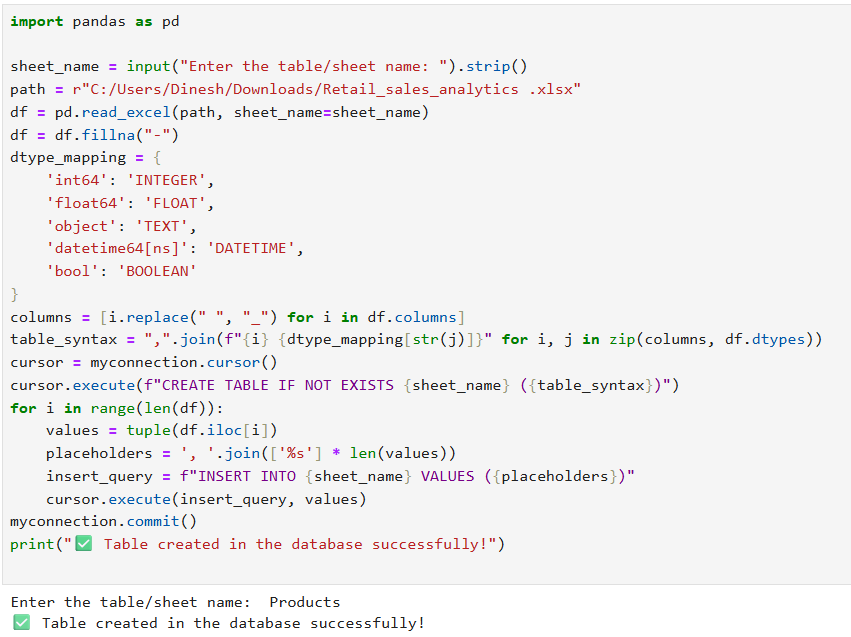 import pandas as pd
sheet_name = input("Enter the table/sheet name: ").strip()
path = r"C:/Users/Dinesh/Downloads/Retail_sales_analytics .xlsx"
df = pd.read_excel(path, sheet_name=sheet_name)
df = df.fillna("-")
dtype_mapping = {
    'int64': 'INTEGER',
    'float64': 'FLOAT',
    'object': 'TEXT',
    'datetime64[ns]': 'DATETIME',
    'bool': 'BOOLEAN'
}
columns = [i.replace(" ", "_") for i in df.columns]
table_syntax = ",".join(f"{i} {dtype_mapping[str(j)]}" for i, j in zip(columns, df.dtypes))
cursor = myconnection.cursor()
cursor.execute(f"CREATE TABLE IF NOT EXISTS {sheet_name} ({table_syntax})")
for i in range(len(df)):
    values = tuple(df.iloc[i])
    placeholders = ', '.join(['%s'] * len(values))
    insert_query = f"INSERT INTO {sheet_name} VALUES ({placeholders})"
    cursor.execute(insert_query, values)
myconnection.commit()
print("✅ Table created in the database successfully!")
Enter the table/sheet name:  Products
✅ Table created in the database successfully!